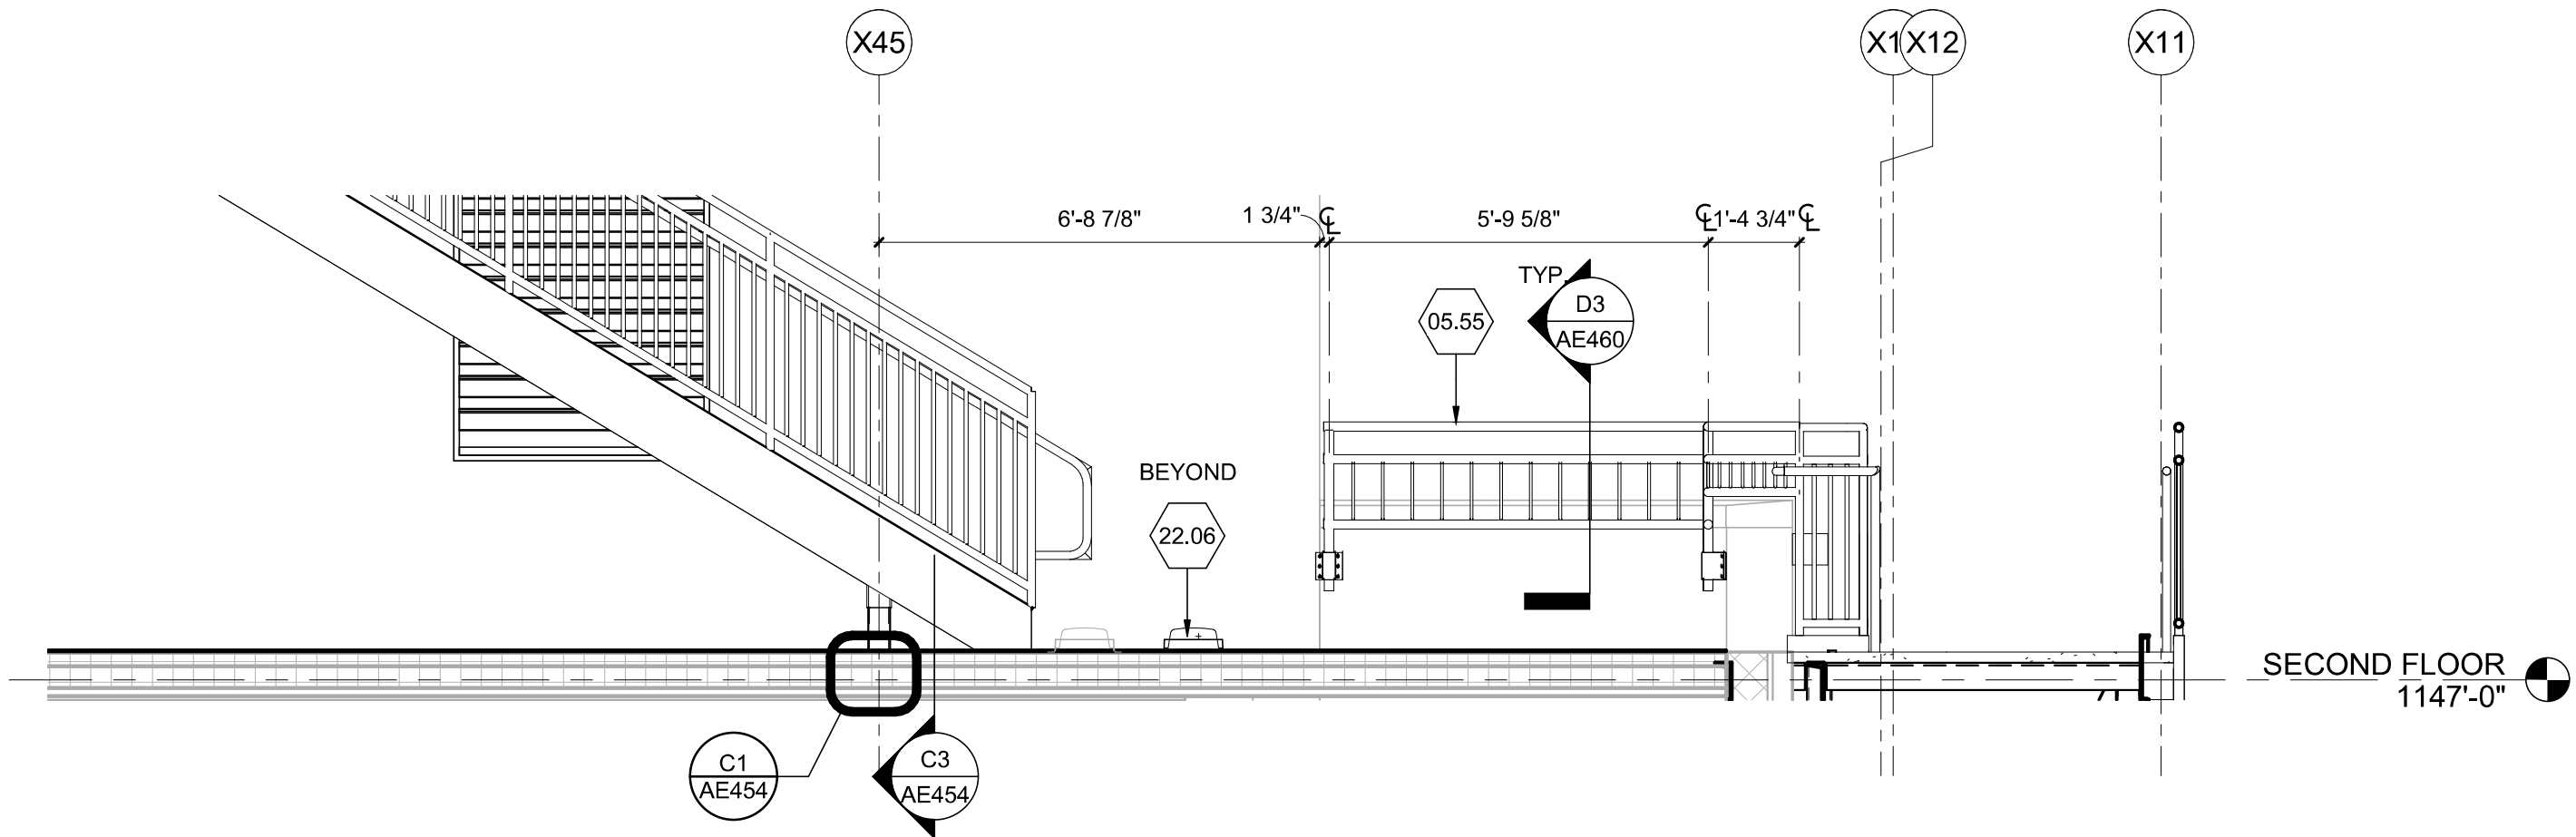 X45
X1
X12
X11
6'-8 7/8"
1 3/4"
℄
5'-9 5/8"
℄
1'-4 3/4"
℄
TYP.
D3
AE460
05.55
BEYOND
22.06
SECOND FLOOR
1147'-0"
C1
AE454
C3
AE454